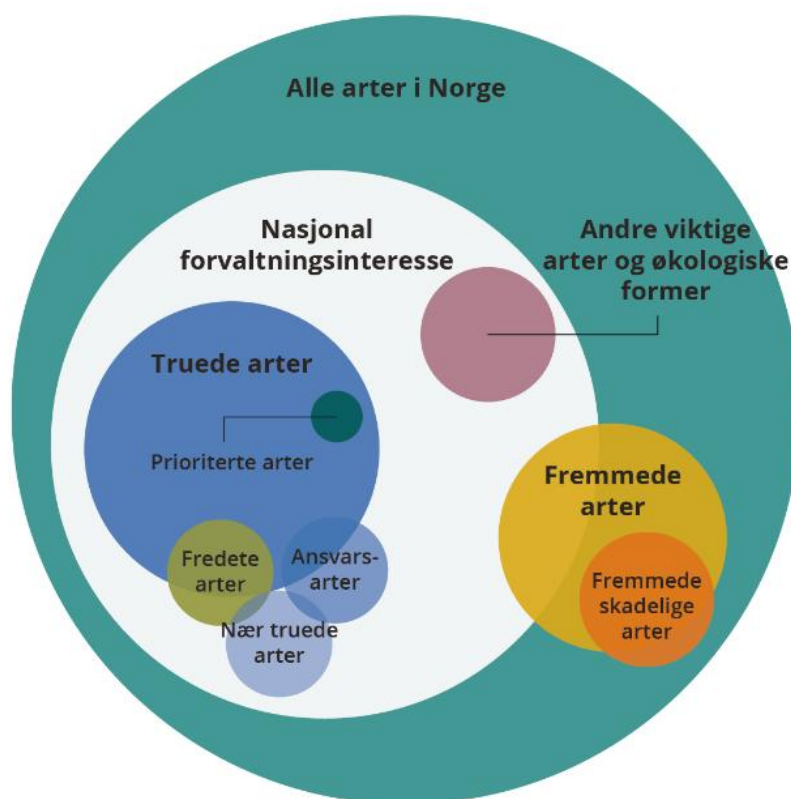 Alle arter i Norge
Nasjonal
forvaltningsinteresse
Andre viktige
arter og økologiske
former
Truede arter
Prioriterte arter
Fredete
arter
Ansvars-
arter
Nær truede
arter
Fremmede
arter
Fremmede
skadelige
arter